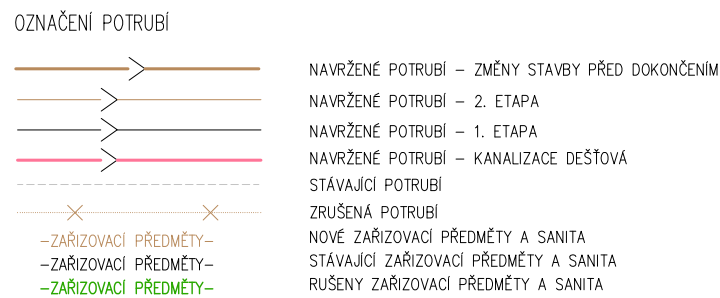 OZNAČENÍ POTRUBÍ
NAVRŽENÉ POTRUBÍ - ZMĚNY STAVBY PŘED DOKONČENÍM
NAVRŽENÉ POTRUBÍ - 2. ETAPA
NAVRŽENÉ POTRUBÍ - 1. ETAPA
NAVRŽENÉ POTRUBÍ - KANALIZACE DEŠŤOVÁ
STÁVAJÍCÍ POTRUBÍ
ZRUŠENÁ POTRUBÍ
-ZAŘIZOVACÍ PŘEDMĚTY- NOVÉ ZAŘIZOVACÍ PŘEDMĚTY A SANITA
-ZAŘIZOVACÍ PŘEDMĚTY- STÁVAJÍCÍ ZAŘIZOVACÍ PŘEDMĚTY A SANITA
-ZAŘIZOVACÍ PŘEDMĚTY- RUŠENY ZAŘIZOVACÍ PŘEDMĚTY A SANITA